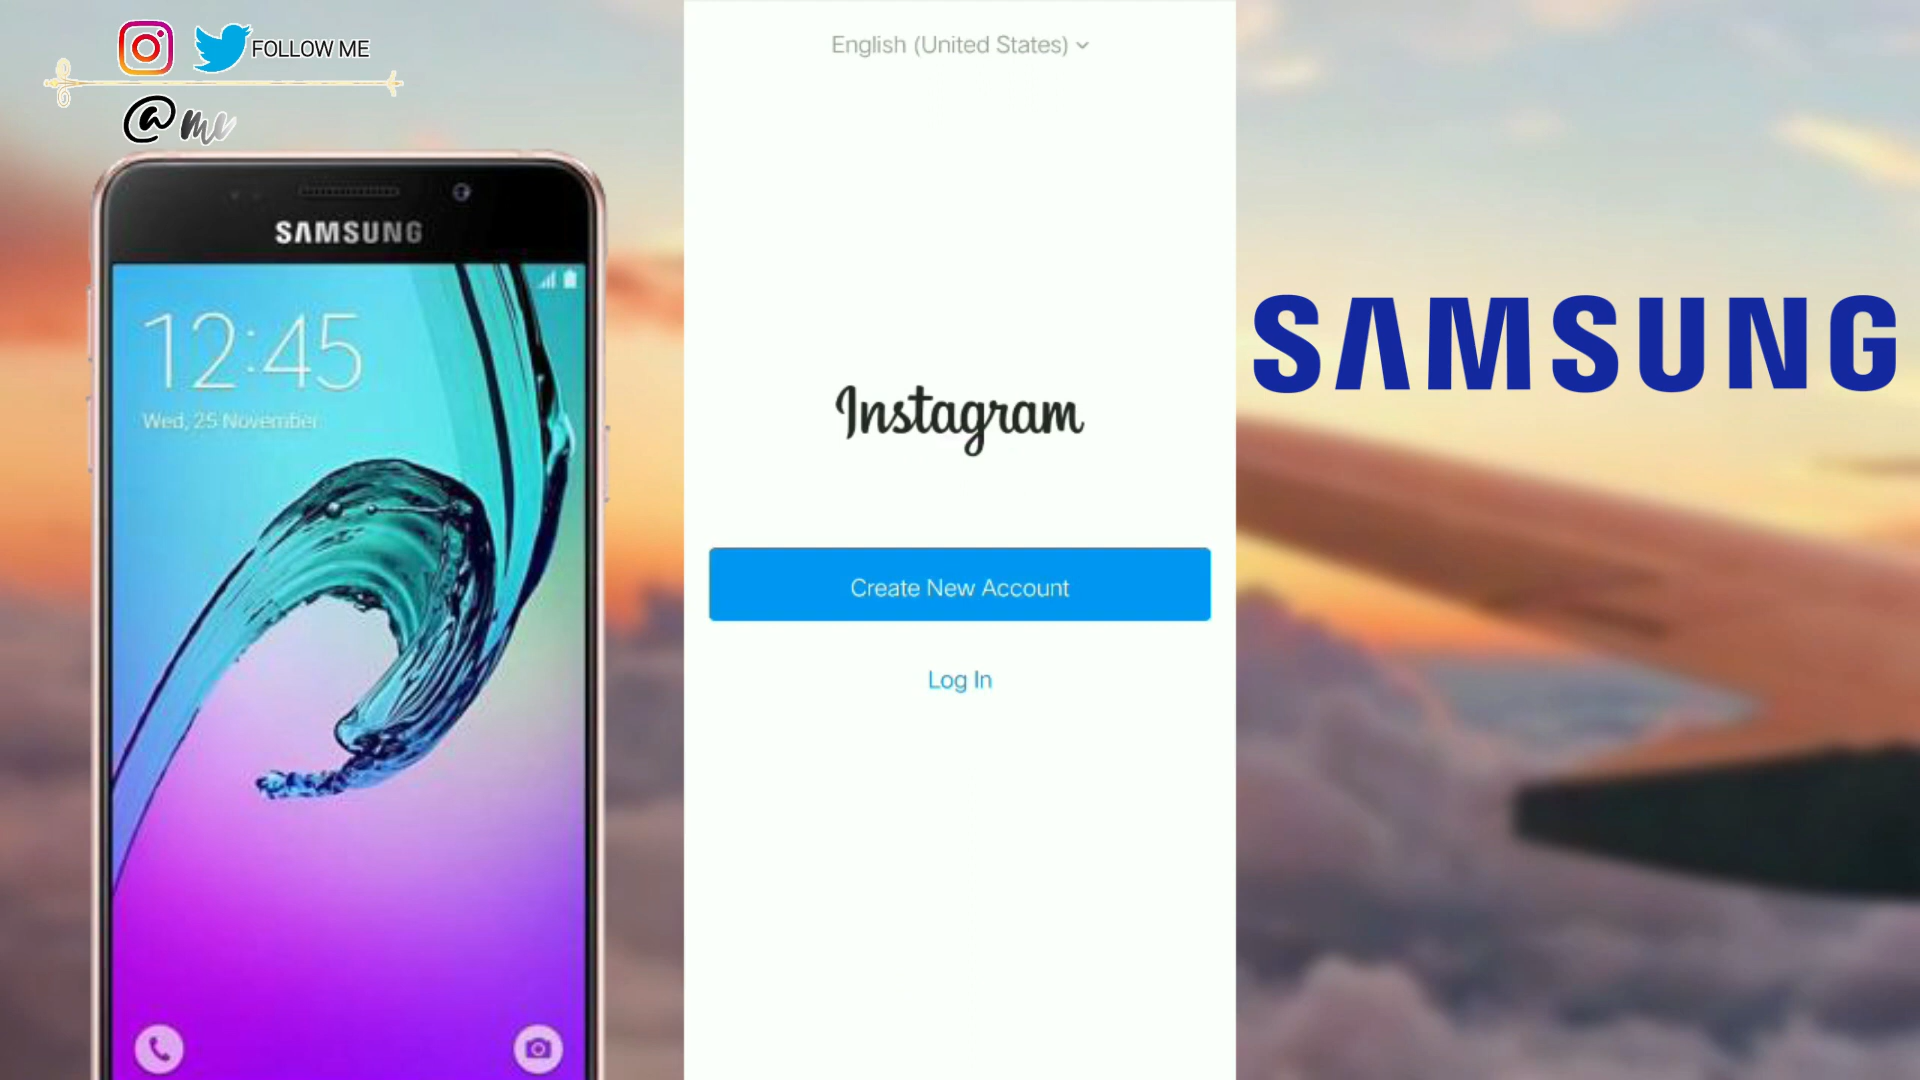 FOLLOW ME
@me
SAMSUNG
12:45
Wed, 25 November
English (United States)
Instagram
Create New Account
Log In
SAMSUNG